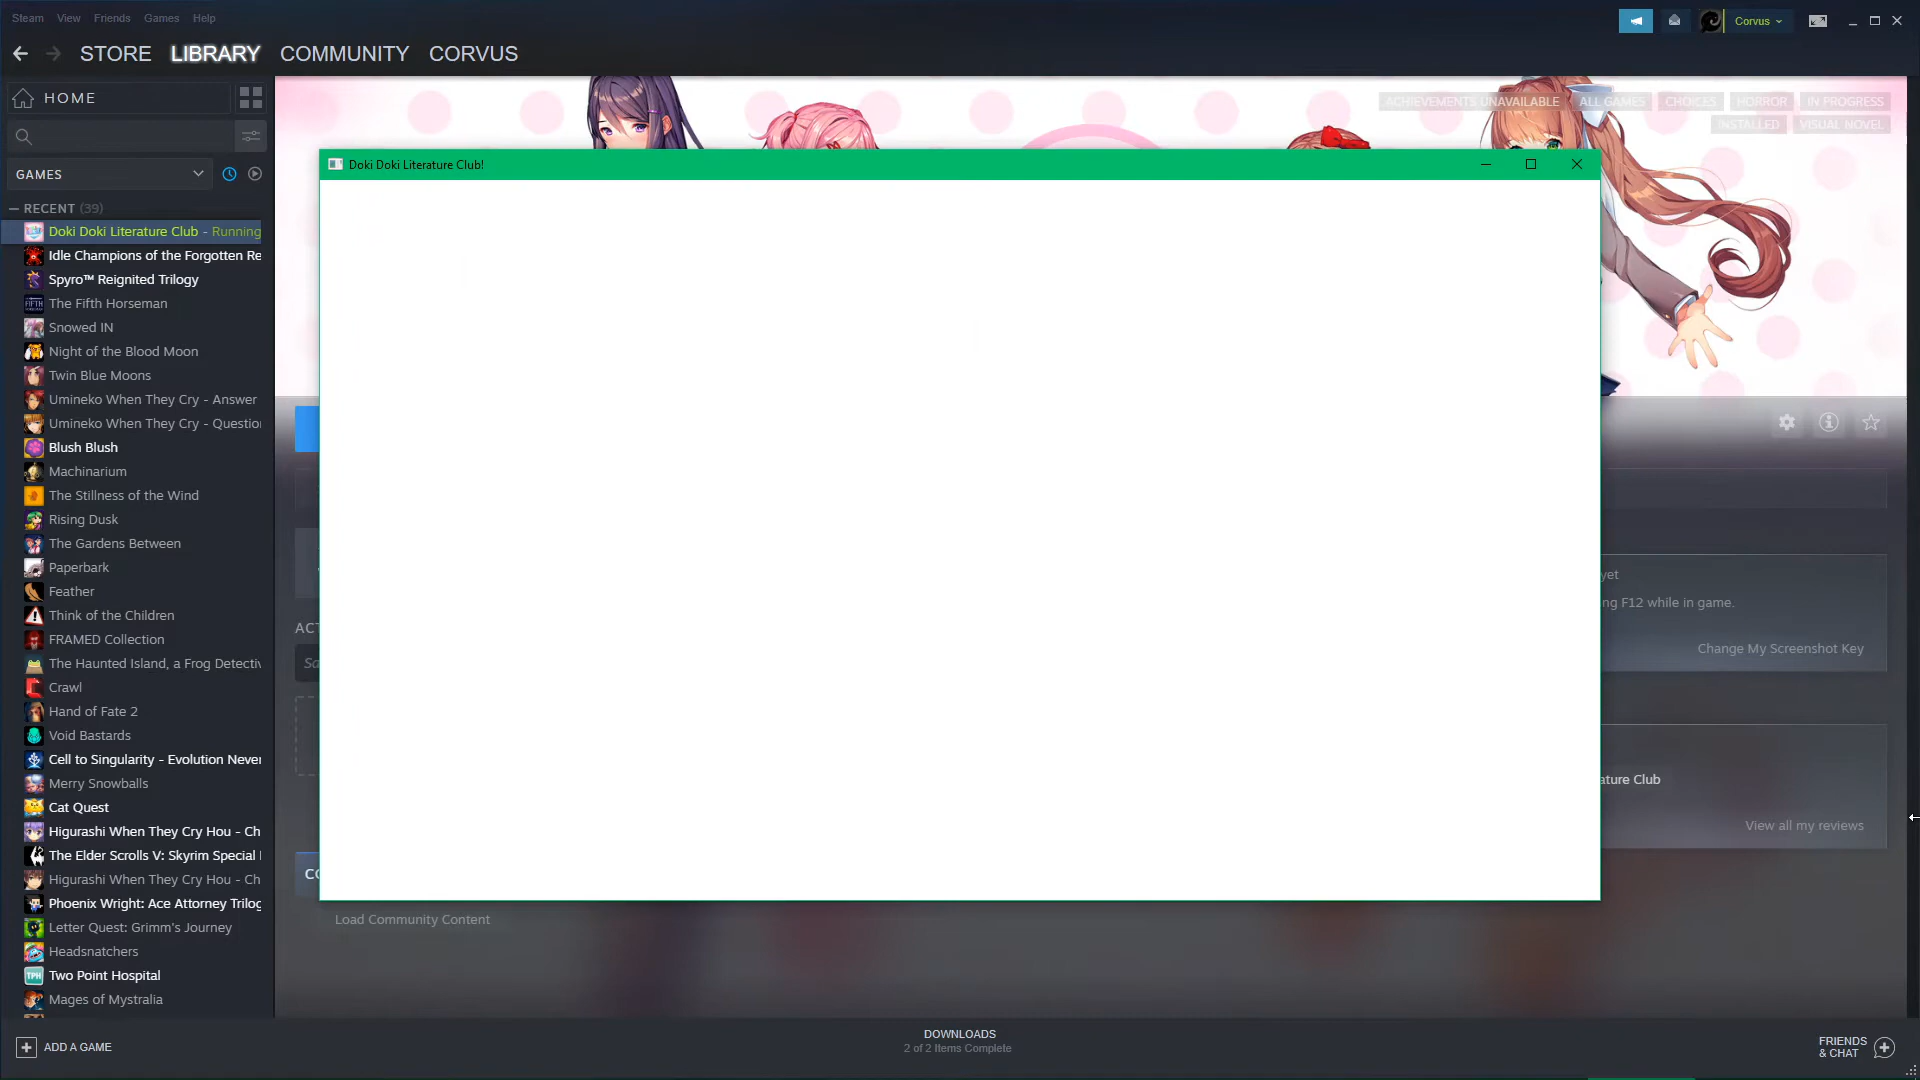 Steam View Friends Games Help
Corvus
STORE LIBRARY COMMUNITY CORVUS
HOME
GAMES
RECENT (39)
Doki Doki Literature Club - Running
Idle Champions of the Forgotten Re
Spyro™ Reignited Trilogy
The Fifth Horseman
Snowed IN
Night of the Blood Moon
Twin Blue Moons
Umineko When They Cry - Answer
Umineko When They Cry - Question
Blush Blush
Machinarium
The Stillness of the Wind
Rising Dusk
The Gardens Between
Paperbark
Feather
Think of the Children
FRAMED Collection
The Haunted Island, a Frog Detectiv
Crawl
Hand of Fate 2
Void Bastards
Cell to Singularity - Evolution Never
Merry Snowballs
Cat Quest
Higurashi When They Cry Hou - Ch
The Elder Scrolls V: Skyrim Special
Higurashi When They Cry Hou - Ch
Phoenix Wright: Ace Attorney Trilog
Letter Quest: Grimm's Journey
Headsnatchers
TPH Two Point Hospital
Mages of Mystralia
ACHIEVEMENTS UNAVAILABLE ALL GAMES CHOICES HORROR IN PROGRESS
INSTALLED VISUAL NOVEL
Doki Doki Literature Club!
yet
ng F12 while in game.
ACT
Change My Screenshot Key
Sa
ature Club
View all my reviews
CO
Load Community Content
ADD A GAME
DOWNLOADS
2 of 2 Items Complete
FRIENDS
& CHAT